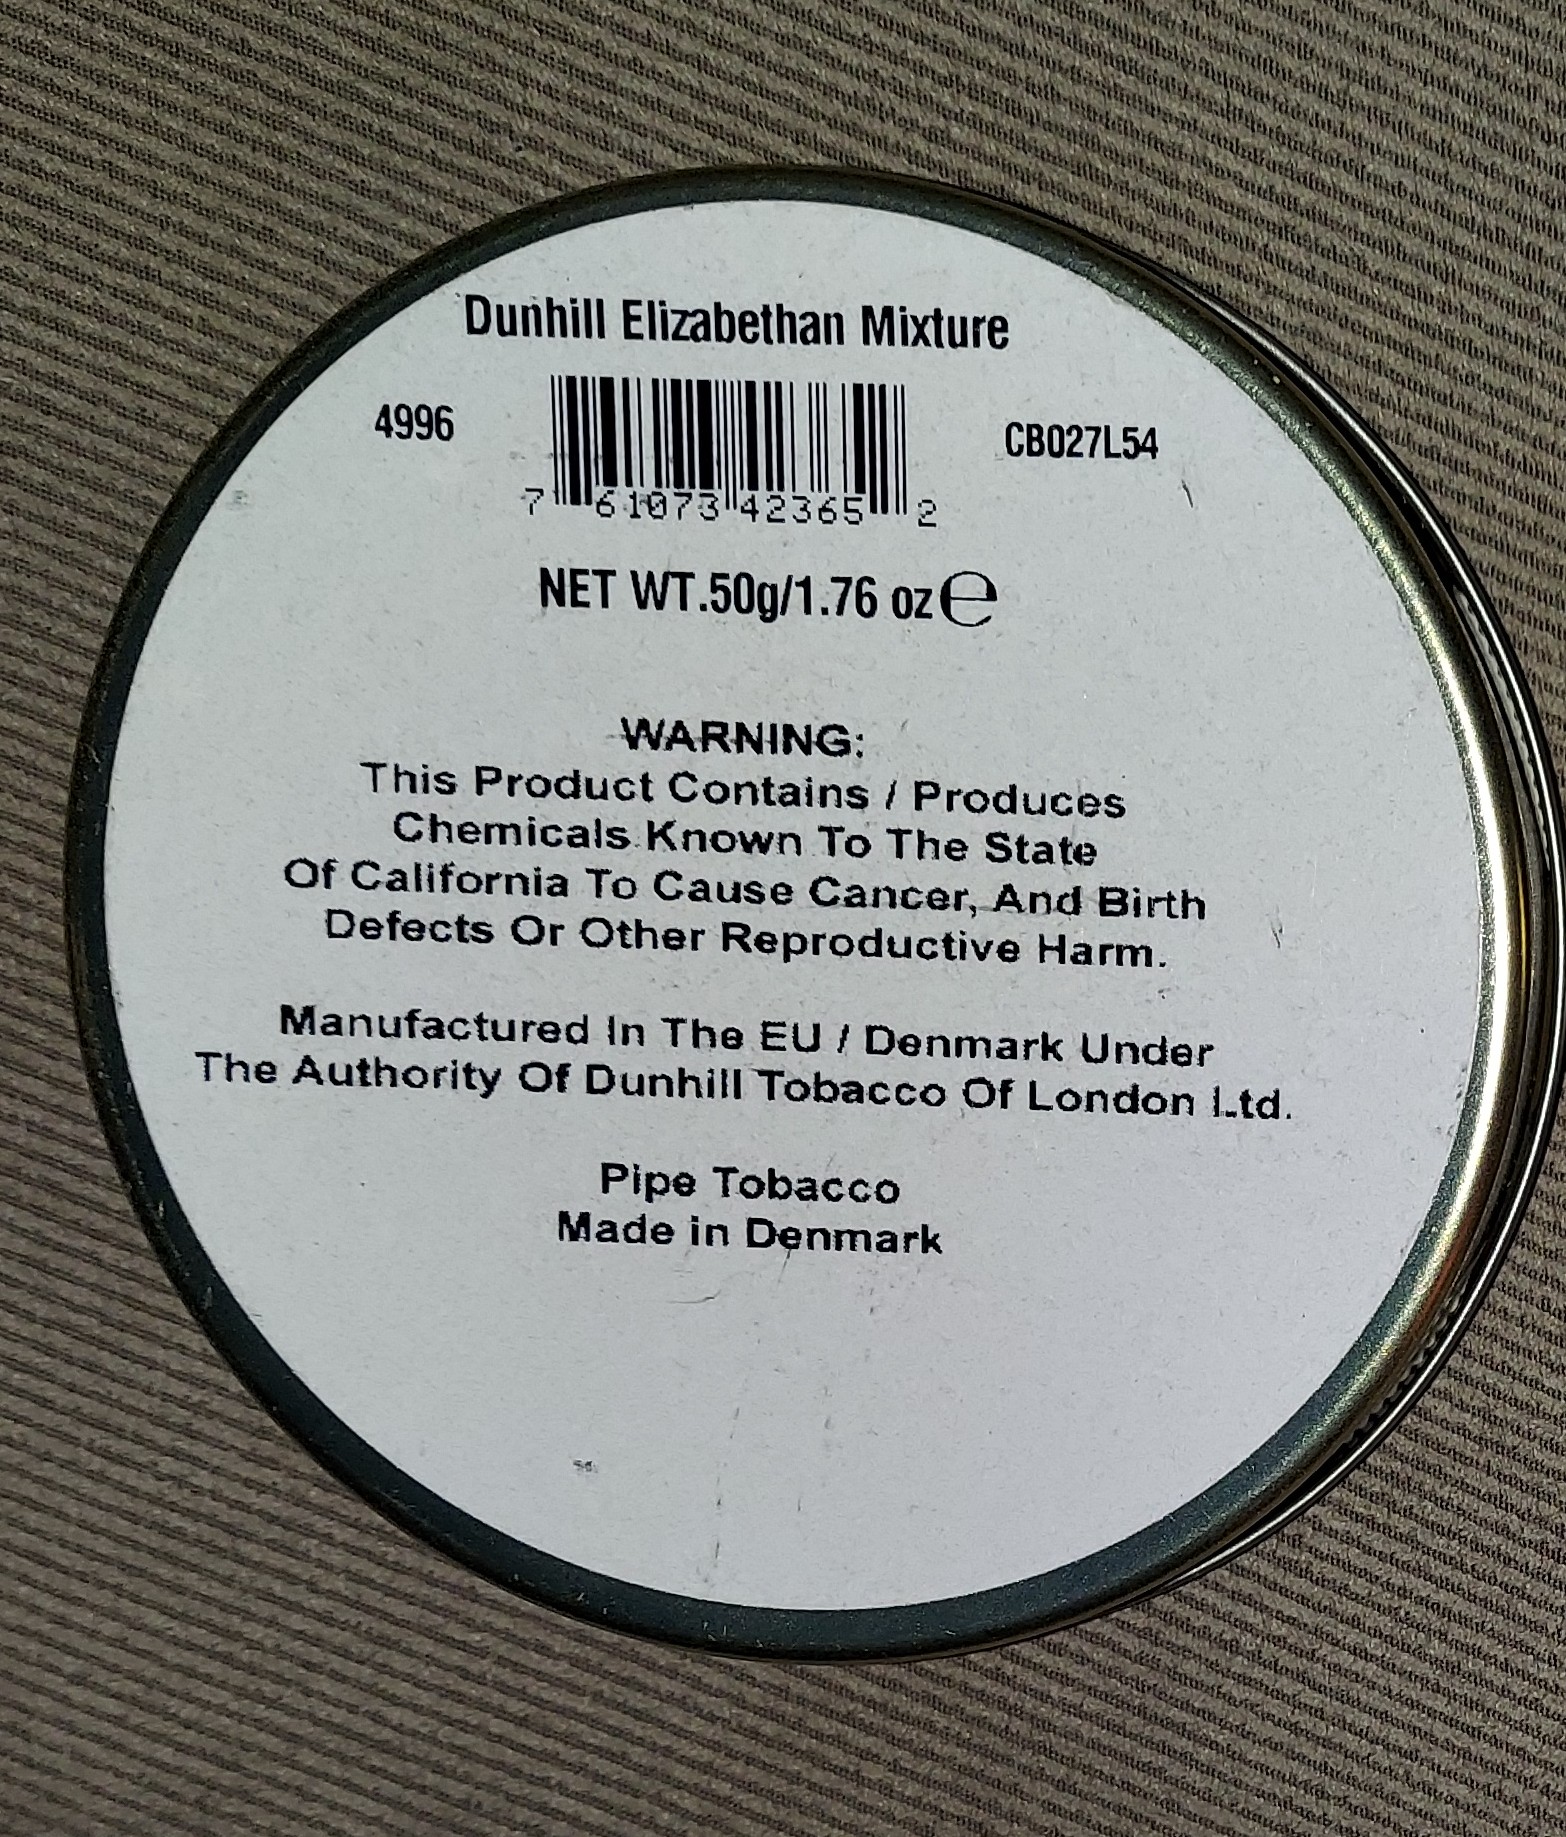 Dunhill Elizabethan Mixture
4996
CB027L54
7 61073 42365 2
NET WT.50g/1.76 oz ℮
WARNING:
This Product Contains / Produces
Chemicals Known To The State
Of California To Cause Cancer, And Birth
Defects Or Other Reproductive Harm.
Manufactured In The EU / Denmark Under
The Authority Of Dunhill Tobacco Of London Ltd.
Pipe Tobacco
Made in Denmark